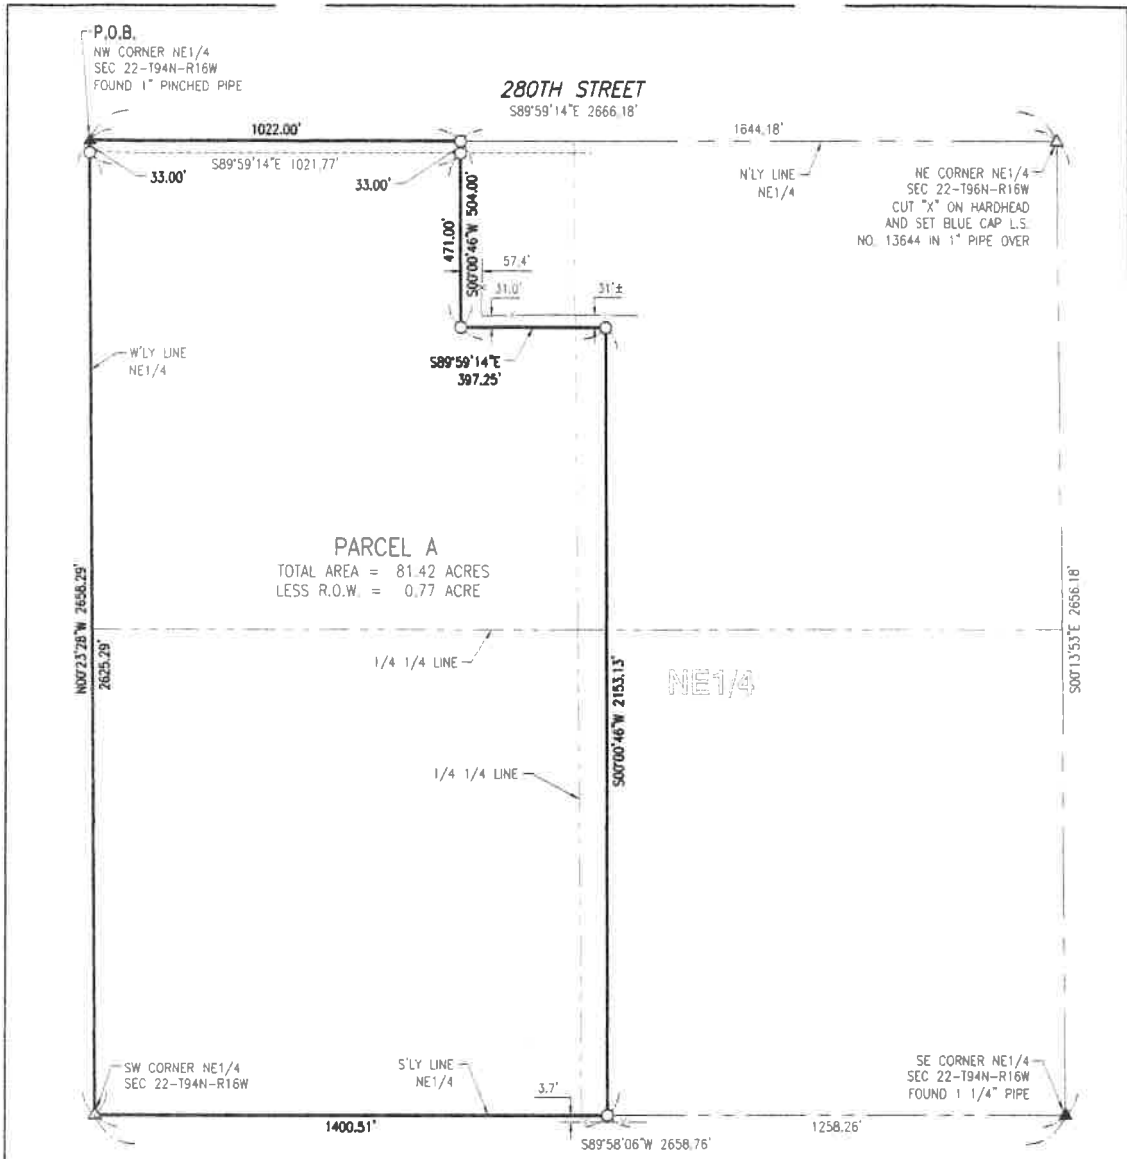 P.O.B.
NW CORNER NE1/4
SEC 22-T94N-R16W
FOUND 1" PINCHED PIPE
280TH STREET
S89°59'14"E 2666.18'
1022.00'
1644.18'
S89°59'14"E 1021.77'
33.00'
33.00'
N'LY LINE
NE1/4
NE CORNER NE1/4
SEC 22-T96N-R16W
CUT "X" ON HARDHEAD
AND SET BLUE CAP L.S.
NO. 13644 IN 1" PIPE OVER
471.00'
S00°00'46"W 504.00'
57.4'
31.0'
31'±
W'LY LINE
NE1/4
S89°59'14"E
397.25'
PARCEL A
TOTAL AREA = 81.42 ACRES
LESS R.O.W. = 0.77 ACRE
N00°23'28"W 2658.29'
2625.29'
1/4 1/4 LINE
NE1/4
S00°00'46"W 2153.13'
S00°13'53"E 2656.18'
1/4 1/4 LINE
SW CORNER NE1/4
SEC 22-T94N-R16W
S'LY LINE
NE1/4
3.7'
SE CORNER NE1/4
SEC 22-T94N-R16W
FOUND 1 1/4" PIPE
1400.51'
1258.26'
S89°58'06"W 2658.76'